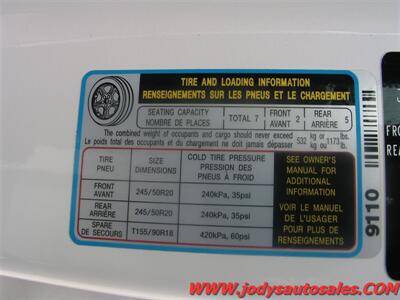 TIRE AND LOADING INFORMATION
RENSEIGNEMENTS SUR LES PNEUS ET LE CHARGEMENT
SEATING CAPACITY
NOMBRE DE PLACES
TOTAL 7
FRONT
AVANT
2
REAR
ARRIÈRE
5
The combined weight of occupants and cargo should never exceed
Le poids total des occupants et du chargement ne doit jamais dépasser
532
kg or
kg ou
1173
lbs.
lb.
TIRE
PNEU
SIZE
DIMENSIONS
COLD TIRE PRESSURE
PRESSION DES
PNEUS À FROID
FRONT
AVANT
245/50R20
240kPa, 35psi
REAR
ARRIÈRE
245/50R20
240kPa, 35psi
SPARE
DE SECOURS
T155/90R18
420kPa, 60psi
SEE OWNER'S
MANUAL FOR
ADDITIONAL
INFORMATION
VOIR LE MANUEL
DE L'USAGER
POUR PLUS DE
RENSEIGNEMENTS
9110
www.jodysautosales.com